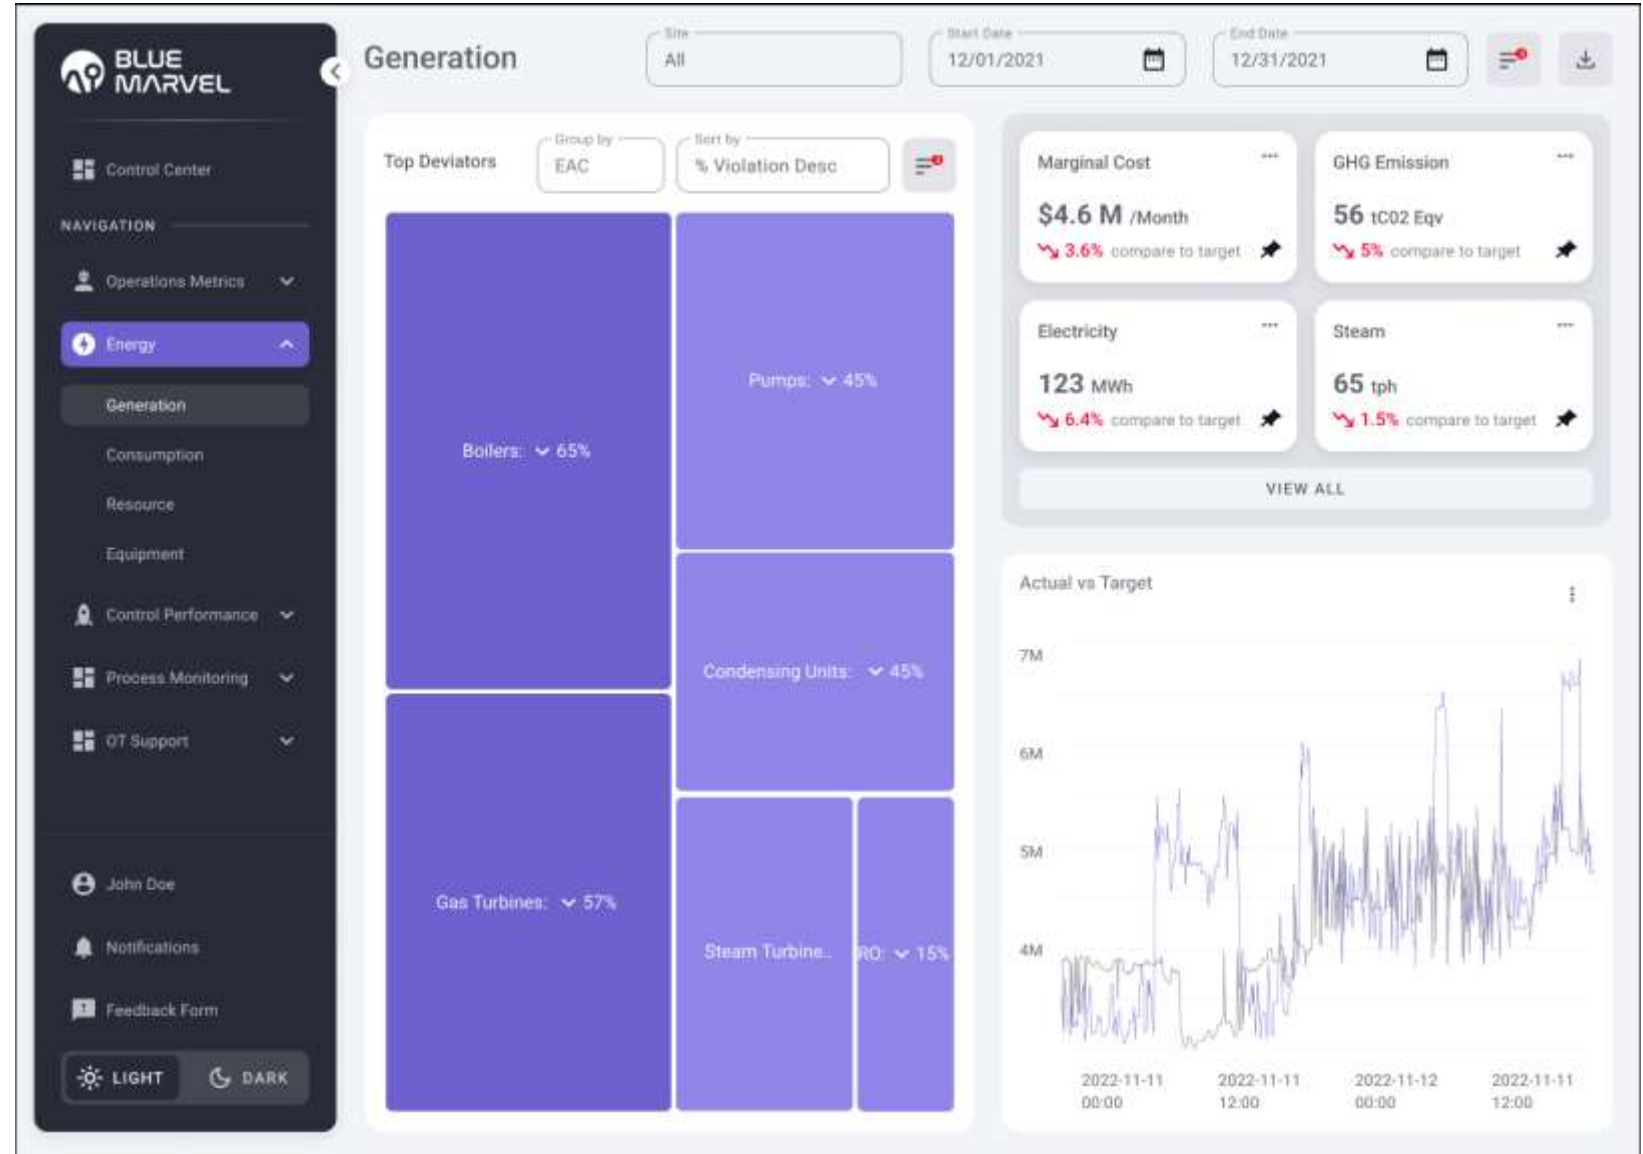 BLUE
MARVEL
Control Center
NAVIGATION
Operations Metrics
Energy
Generation
Consumption
Resource
Equipment
Control Performance
Process Monitoring
OT Support
John Doe
Notifications
Feedback Form
LIGHT
DARK
Generation
Site
All
Start Date
12/01/2021
End Date
12/31/2021
Top Deviators
Group by
EAC
Sort by
% Violation Desc
Boilers: 65%
Pumps: 45%
Condensing Units: 45%
Gas Turbines: 57%
Steam Turbine..
RO: 15%
Marginal Cost
$4.6 M /Month
3.6% compare to target
GHG Emission
56 tC02 Eqv
5% compare to target
Electricity
123 MWh
6.4% compare to target
Steam
65 tph
1.5% compare to target
VIEW ALL
Actual vs Target
7M
6M
5M
4M
2022-11-11
00:00
2022-11-11
12:00
2022-11-12
00:00
2022-11-11
12:00